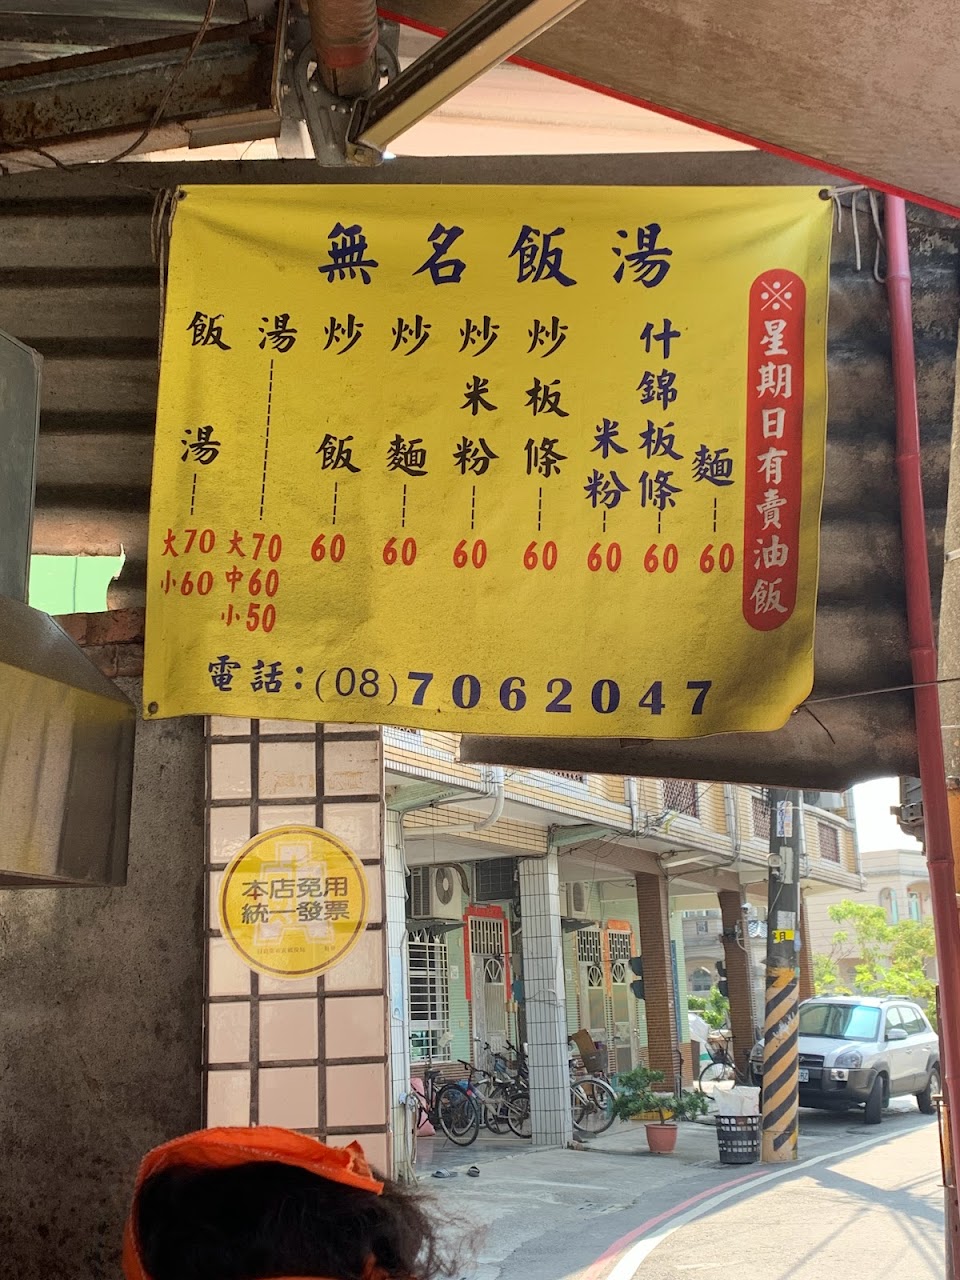 無名飯湯
飯湯 大70 小60
湯 大70 中60 小50
炒飯 60
炒麵 60
炒米粉 60
炒板條 60
什錦
米粉 60
板條 60
麵 60
※星期日有賣油飯
電話:(08)7062047
本店免用
統一發票